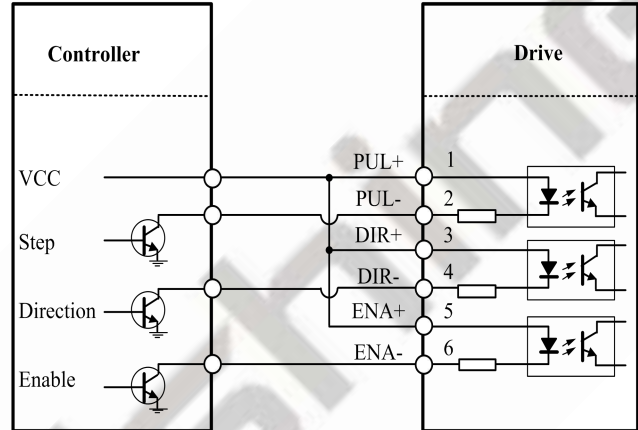 Controller
Drive
VCC
Step
Direction
Enable
PUL+ 1
PUL- 2
DIR+ 3
DIR- 4
ENA+ 5
ENA- 6